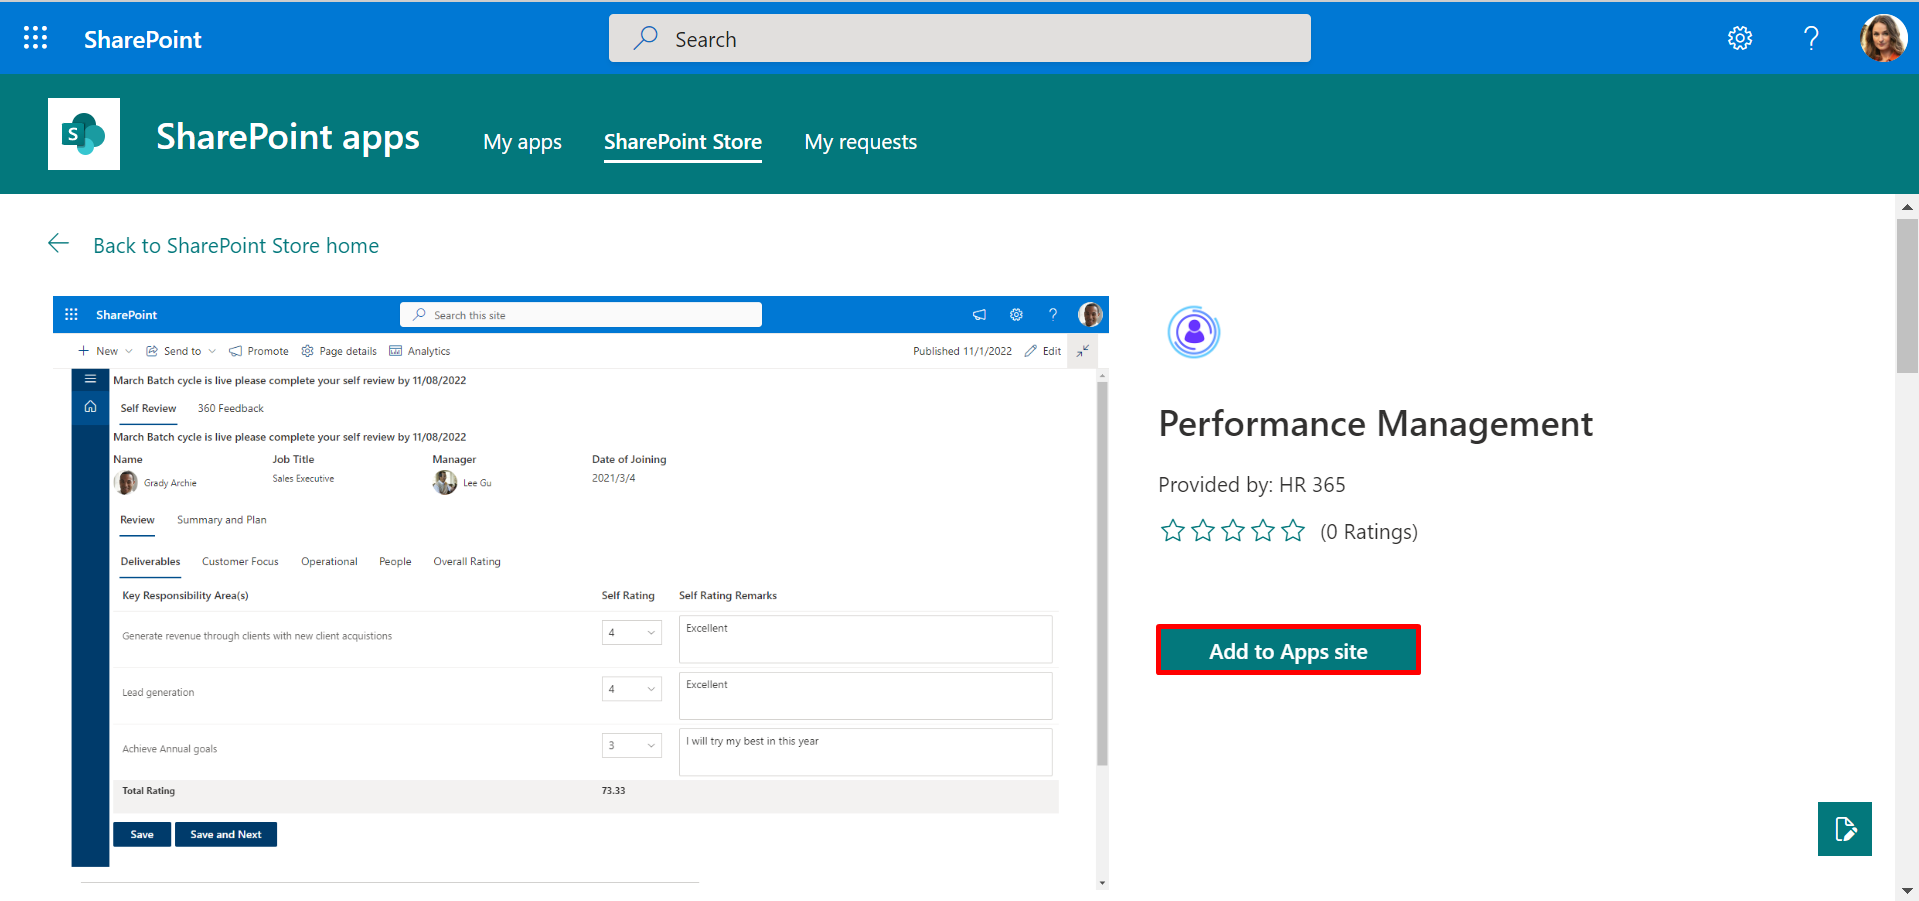 SharePoint
Search
SharePoint apps
My apps
SharePoint Store
My requests
Back to SharePoint Store home
SharePoint
Search this site
New
Send to
Promote
Page details
Analytics
Published 11/1/2022
Edit
March Batch cycle is live please complete your self review by 11/08/2022
Self Review
360 Feedback
March Batch cycle is live please complete your self review by 11/08/2022
Name
Job Title
Manager
Date of Joining
Grady Archie
Sales Executive
Lee Gu
2021/3/4
Review
Summary and Plan
Deliverables
Customer Focus
Operational
People
Overall Rating
Key Responsibility Area(s)
Self Rating
Self Rating Remarks
Generate revenue through clients with new client acquistions
4
Excellent
Lead generation
4
Excellent
Achieve Annual goals
3
I will try my best in this year
Total Rating
73.33
Save
Save and Next
Performance Management
Provided by: HR 365
(0 Ratings)
Add to Apps site